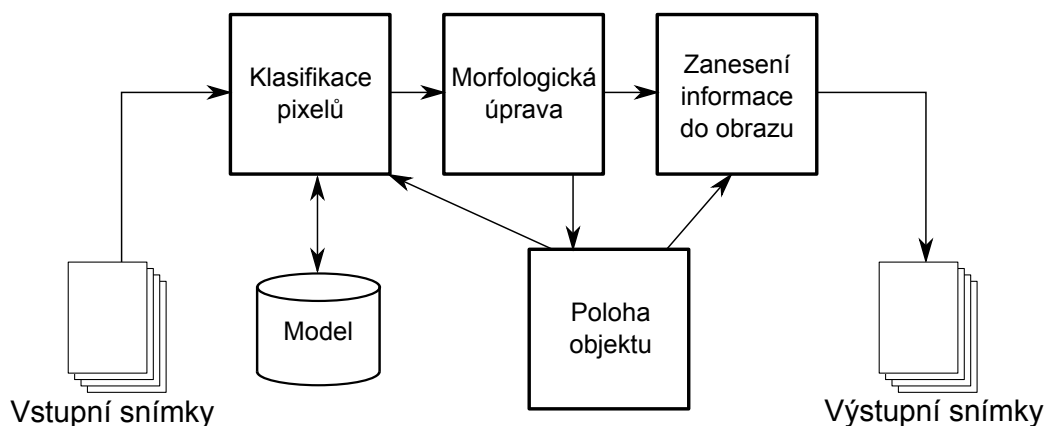 Klasifikace
pixelů
Morfologická
úprava
Zanesení
informace
do obrazu
Model
Poloha
objektu
Vstupní snímky
Výstupní snímky